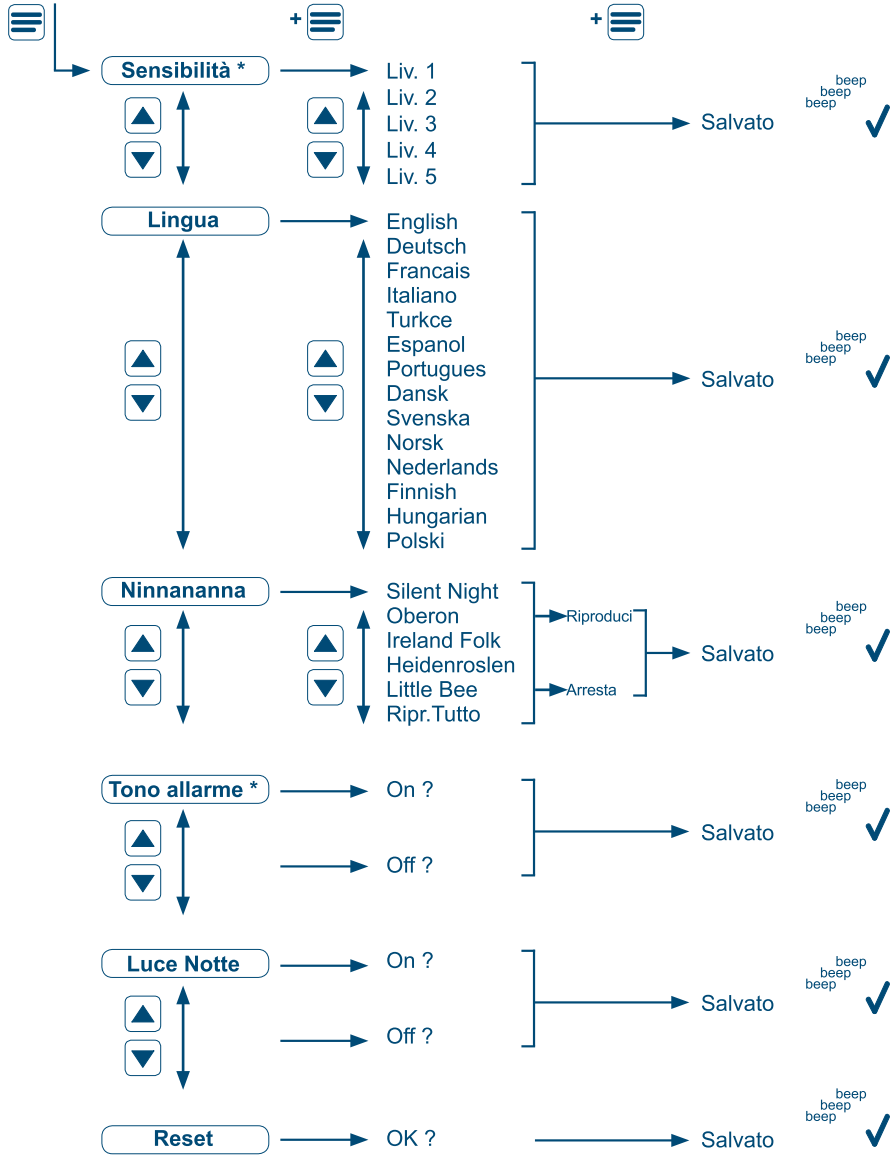 + +
Sensibilità *
Liv. 1
Liv. 2
Liv. 3
Liv. 4
Liv. 5
Salvato
beep
beep
beep
Lingua
English
Deutsch
Francais
Italiano
Turkce
Espanol
Portugues
Dansk
Svenska
Norsk
Nederlands
Finnish
Hungarian
Polski
Salvato
beep
beep
beep
Ninnananna
Silent Night
Oberon
Ireland Folk
Heidenroslen
Little Bee
Ripr.Tutto
Riproduci
Arresta
Salvato
beep
beep
beep
Tono allarme *
On ?
Off ?
Salvato
beep
beep
beep
Luce Notte
On ?
Off ?
Salvato
beep
beep
beep
Reset
OK ?
Salvato
beep
beep
beep